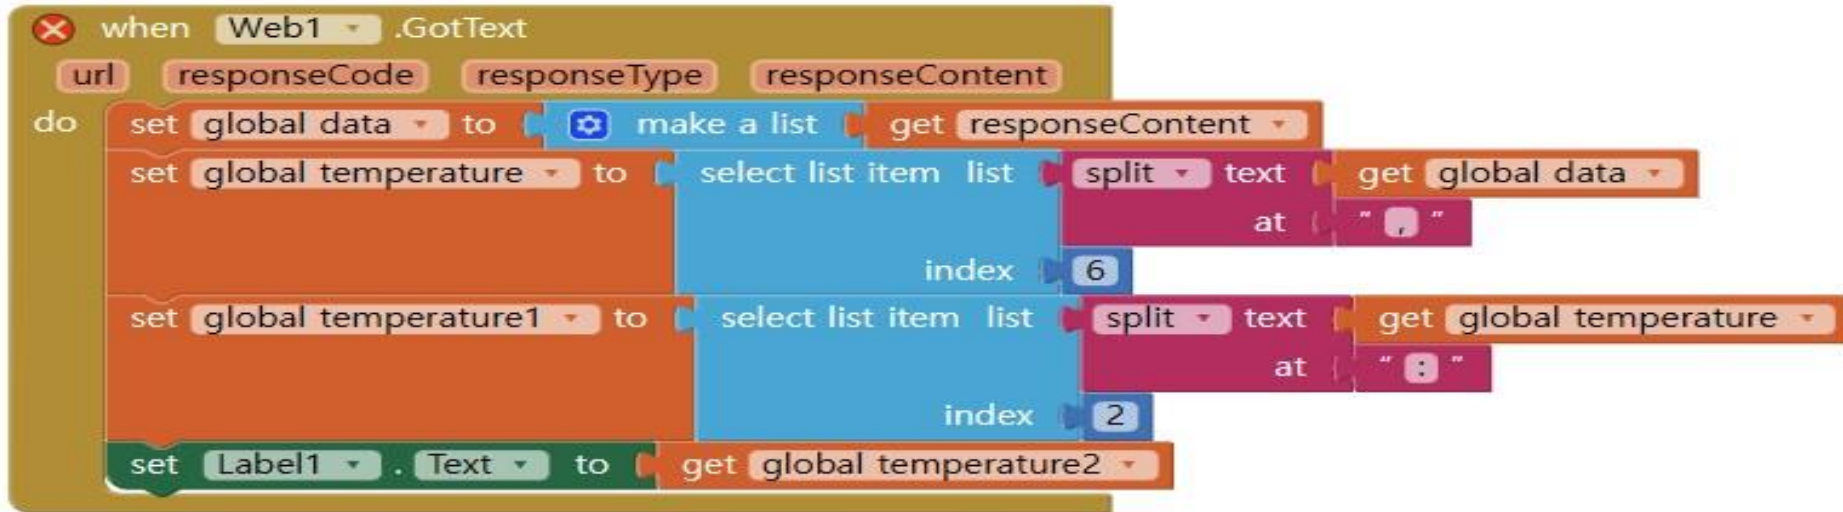 when Web1 .GotText
url responseCode responseType responseContent
do set global data to make a list get responseContent
set global temperature to select list item list split text get global data
at " , "
index 6
set global temperature1 to select list item list split text get global temperature
at " : "
index 2
set Label1 . Text to get global temperature2